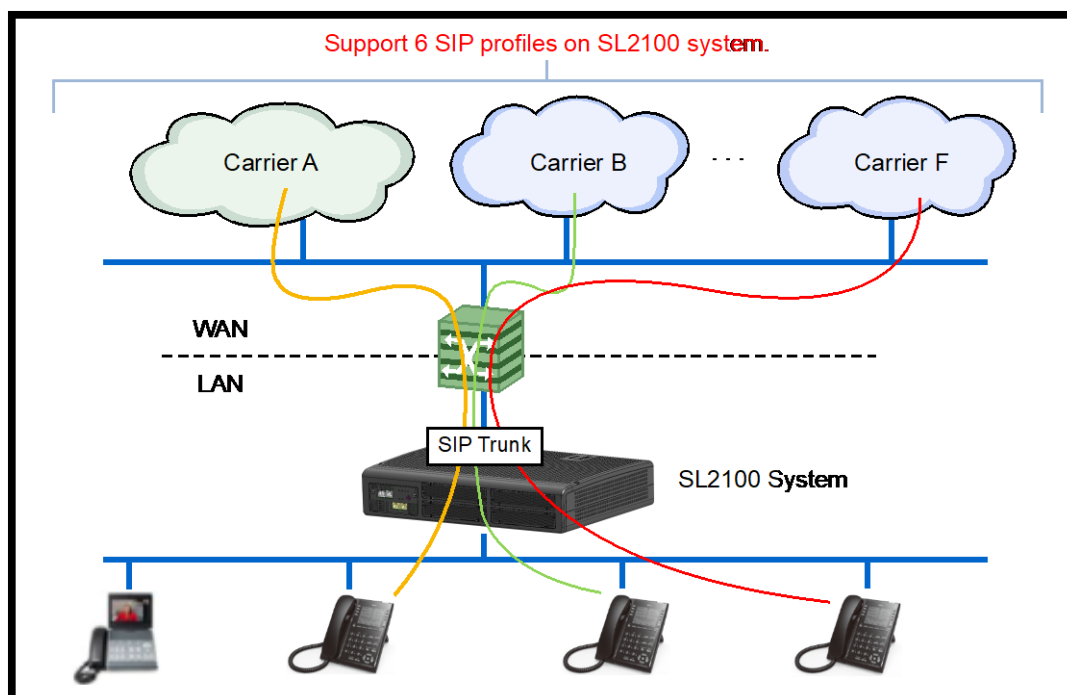 Support 6 SIP profiles on SL2100 system.
Carrier A
Carrier B
. . .
Carrier F
WAN
LAN
SIP Trunk
SL2100 System